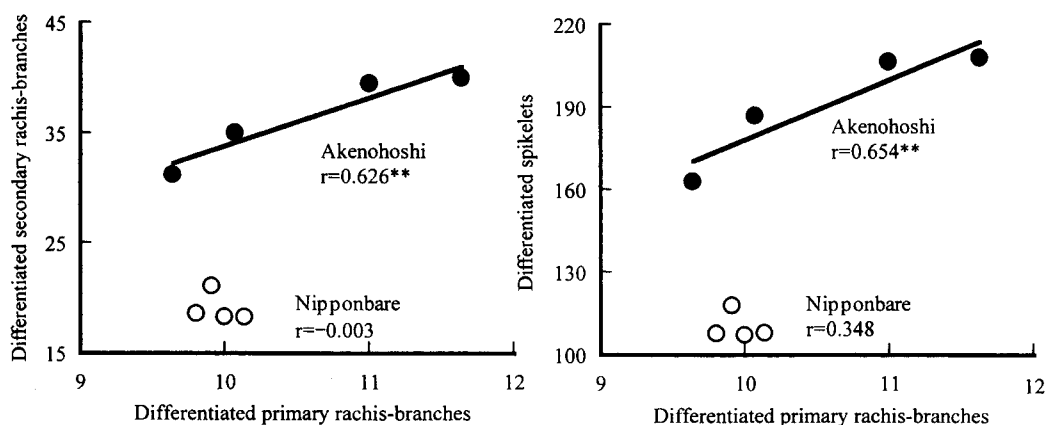 Differentiated secondary rachis-branches
45
35
25
15
Akenohoshi
r=0.626**
Nipponbare
r=−0.003
9
10
11
12
Differentiated primary rachis-branches
Differentiated spikelets
220
190
160
130
100
Akenohoshi
r=0.654**
Nipponbare
r=0.348
9
10
11
12
Differentiated primary rachis-branches